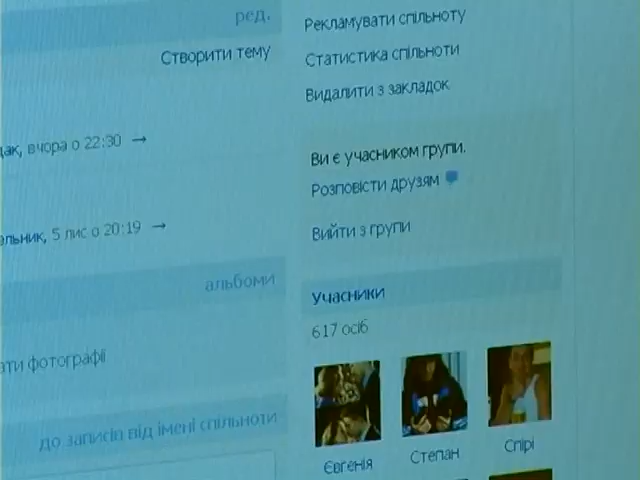 ред.
Створити тему
вчора о 22:30 →
5 лис о 20:19 →
альбоми
фотографії
до записів від імені спільноти
Рекламувати спільноту
Статистика спільноти
Видалити з закладок
Ви є учасником групи.
Розповісти друзям
Вийти з групи
Учасники
617 осіб
Євгенія
Степан
Спірі